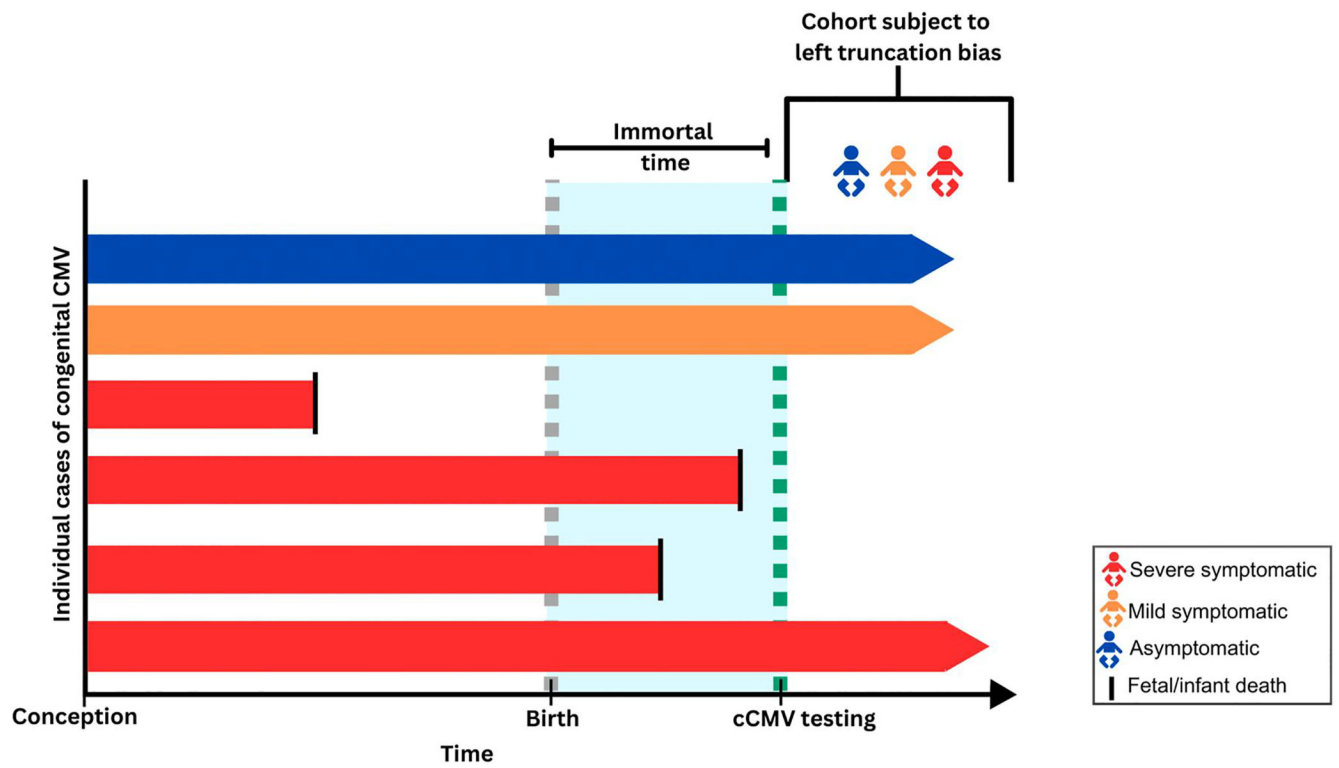 Cohort subject to
left truncation bias
Immortal
time
Individual cases of congenital CMV
Severe symptomatic
Mild symptomatic
Asymptomatic
Fetal/infant death
Conception
Birth
cCMV testing
Time